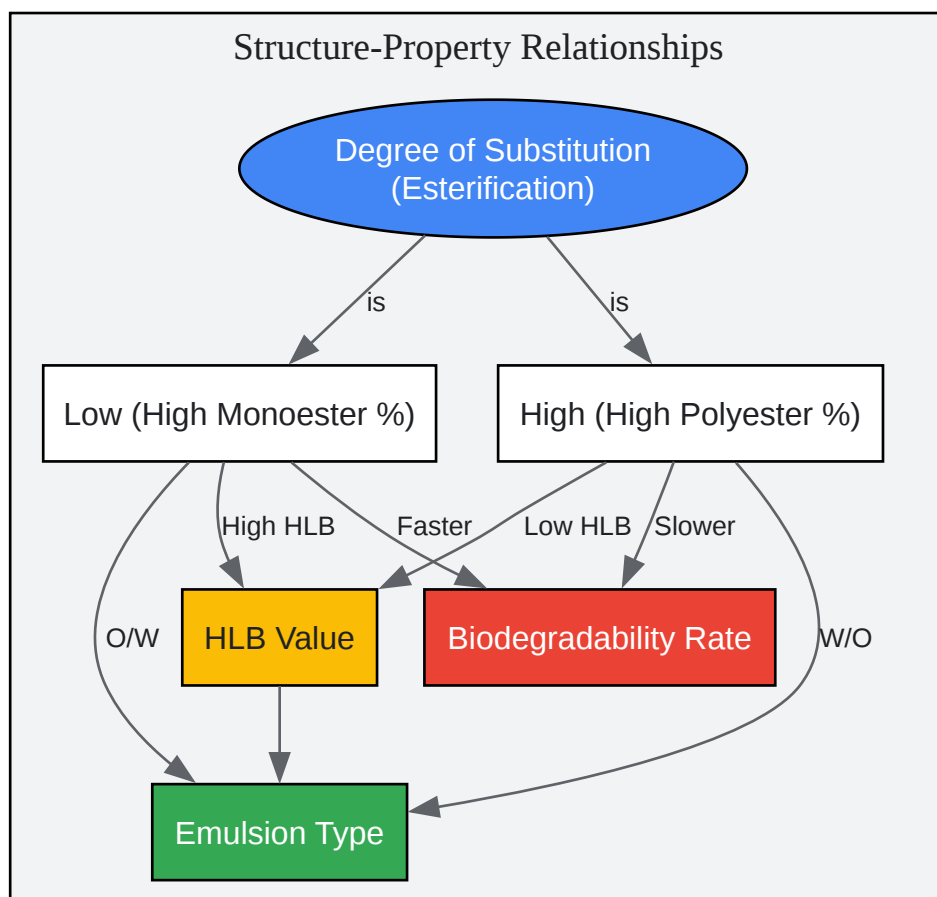 Structure-Property Relationships
Degree of Substitution
(Esterification)
is
is
Low (High Monoester %)
High (High Polyester %)
High HLB
Faster
Low HLB
Slower
O/W
HLB Value
Biodegradability Rate
W/O
Emulsion Type